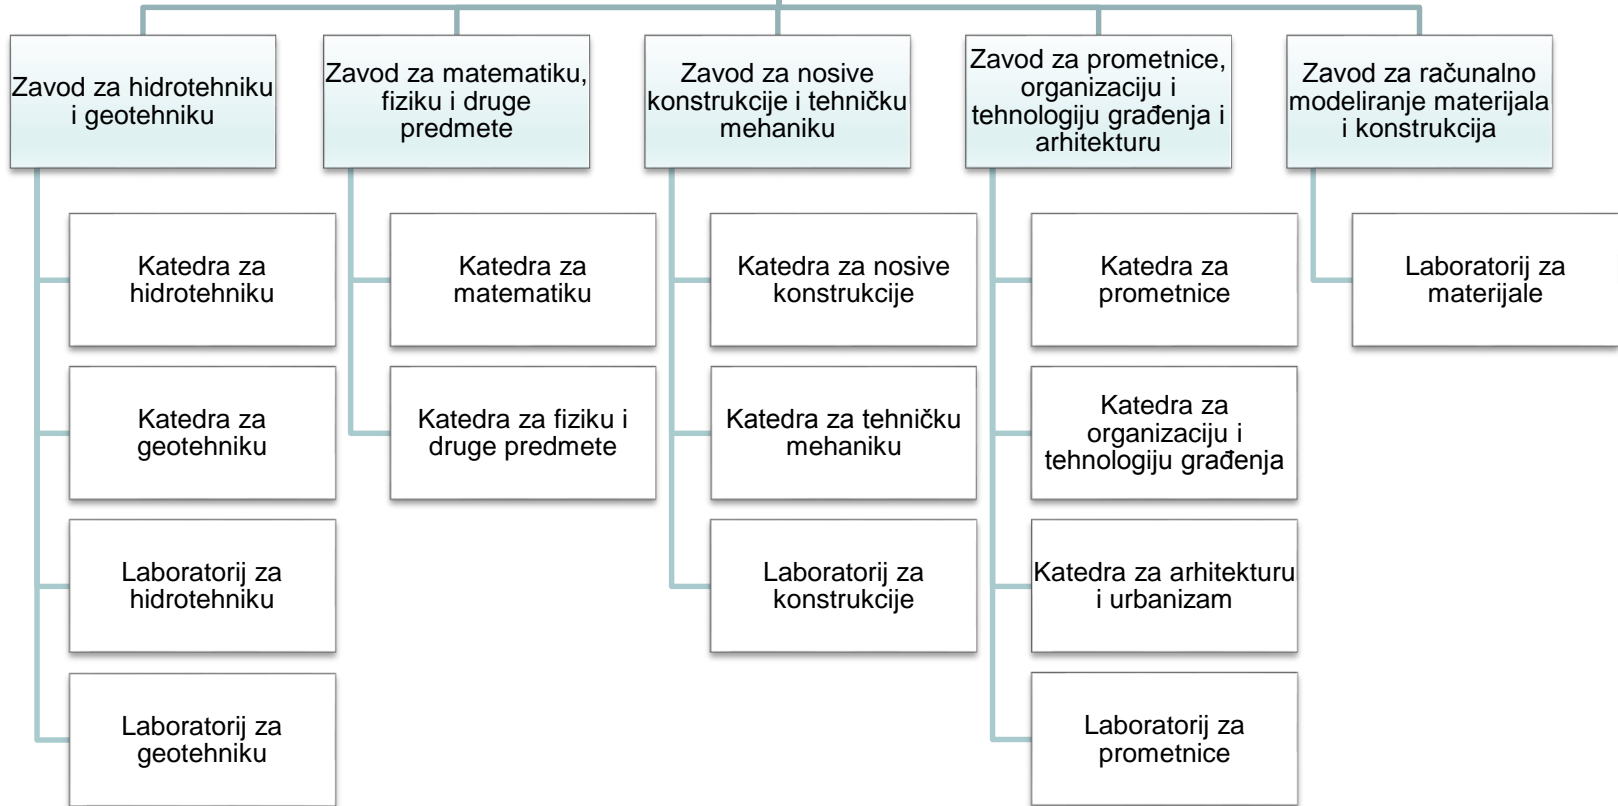 Zavod za hidrotehniku
i geotehniku
Zavod za matematiku,
fiziku i druge
predmete
Zavod za nosive
konstrukcije i tehničku
mehaniku
Zavod za prometnice,
organizaciju i
tehnologiju građenja i
arhitekturu
Zavod za računalno
modeliranje materijala
i konstrukcija
Katedra za
hidrotehniku
Katedra za
matematiku
Katedra za nosive
konstrukcije
Katedra za
prometnice
Laboratorij za
materijale
Katedra za
geotehniku
Katedra za fiziku i
druge predmete
Katedra za tehničku
mehaniku
Katedra za
organizaciju i
tehnologiju građenja
Laboratorij za
hidrotehniku
Laboratorij za
konstrukcije
Katedra za arhitekturu
i urbanizam
Laboratorij za
geotehniku
Laboratorij za
prometnice